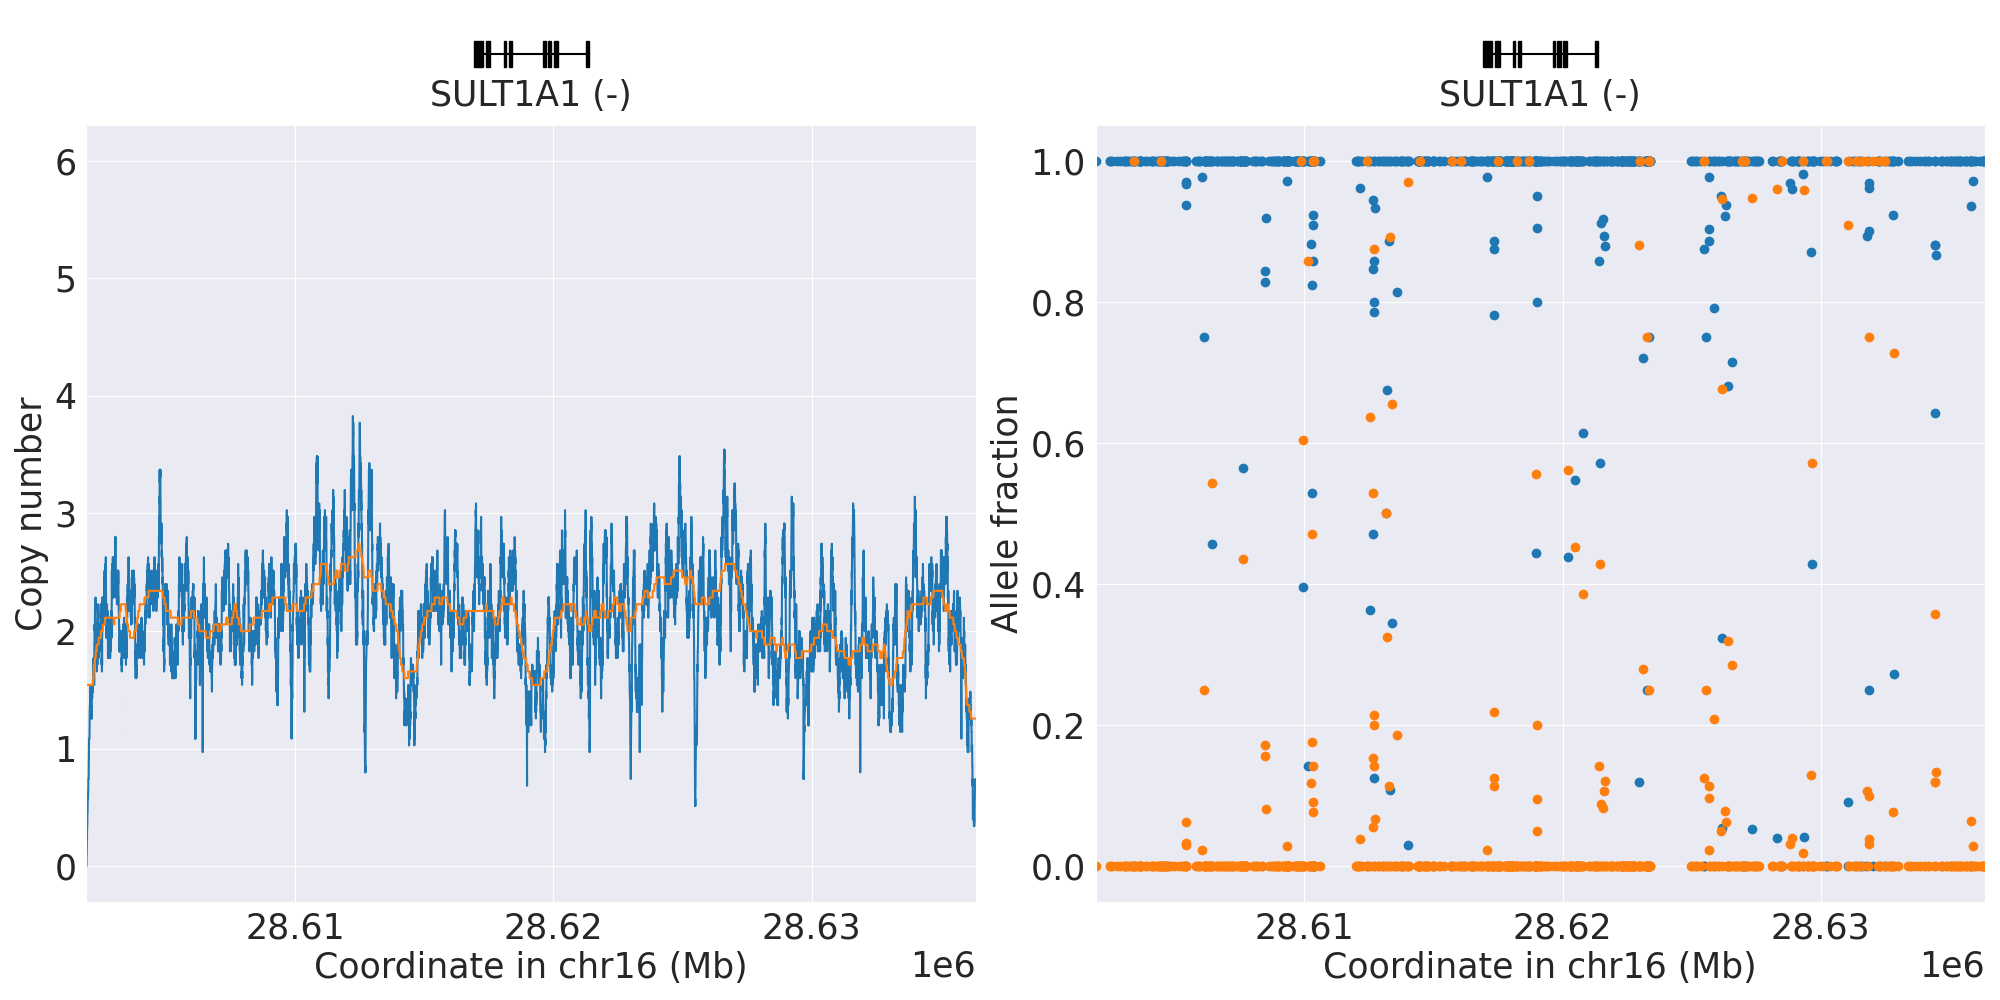 SULT1A1 (-)
Copy number
6
5
4
3
2
1
0
28.61
28.62
28.63
Coordinate in chr16 (Mb)
1e6
SULT1A1 (-)
Allele fraction
1.0
0.8
0.6
0.4
0.2
0.0
28.61
28.62
28.63
Coordinate in chr16 (Mb)
1e6